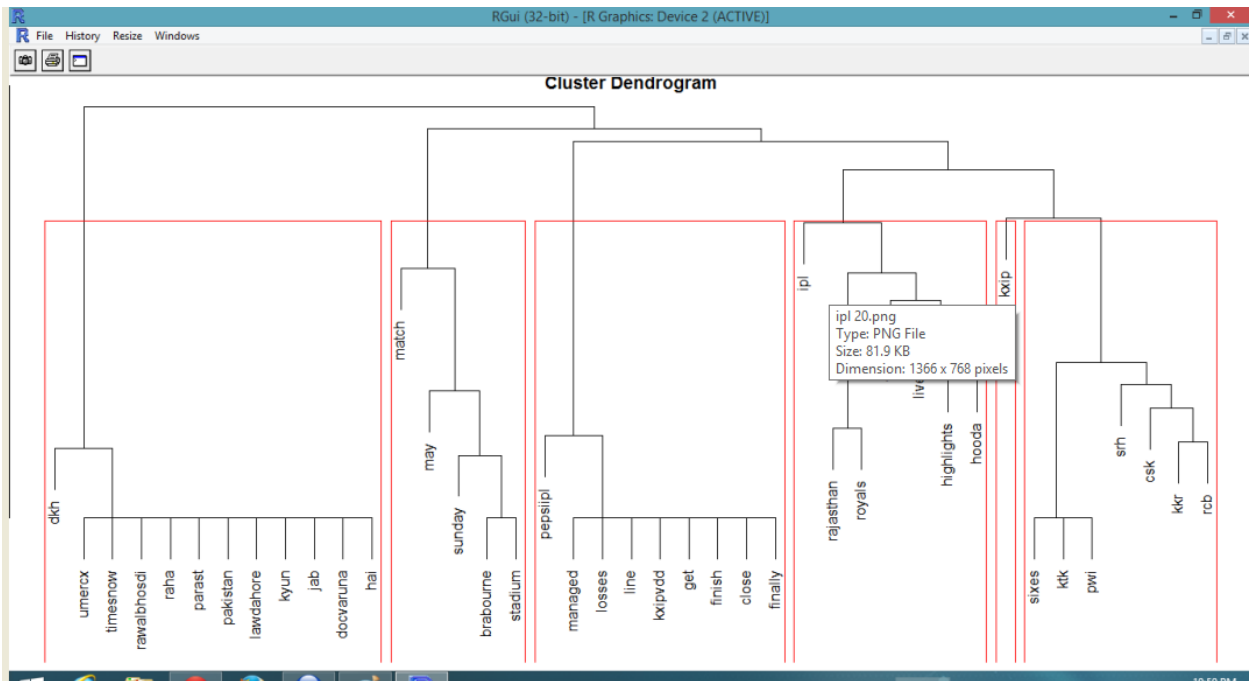 RGui (32-bit) - [R Graphics: Device 2 (ACTIVE)]
File History Resize Windows
Cluster Dendrogram
dkh
umercx
timesnow
rawalbhosdi
raha
parast
pakistan
lawdahore
kyun
jab
docvaruna
hai
match
may
sunday
brabourne
stadium
pepsiipl
managed
losses
line
kxipvdd
get
finish
close
finally
ipl
ipl 20.png
Type: PNG File
Size: 81.9 KB
Dimension: 1366 x 768 pixels
rajasthan
royals
highlights
hooda
kxip
sixes
ktk
pwi
srh
csk
kkr
rcb